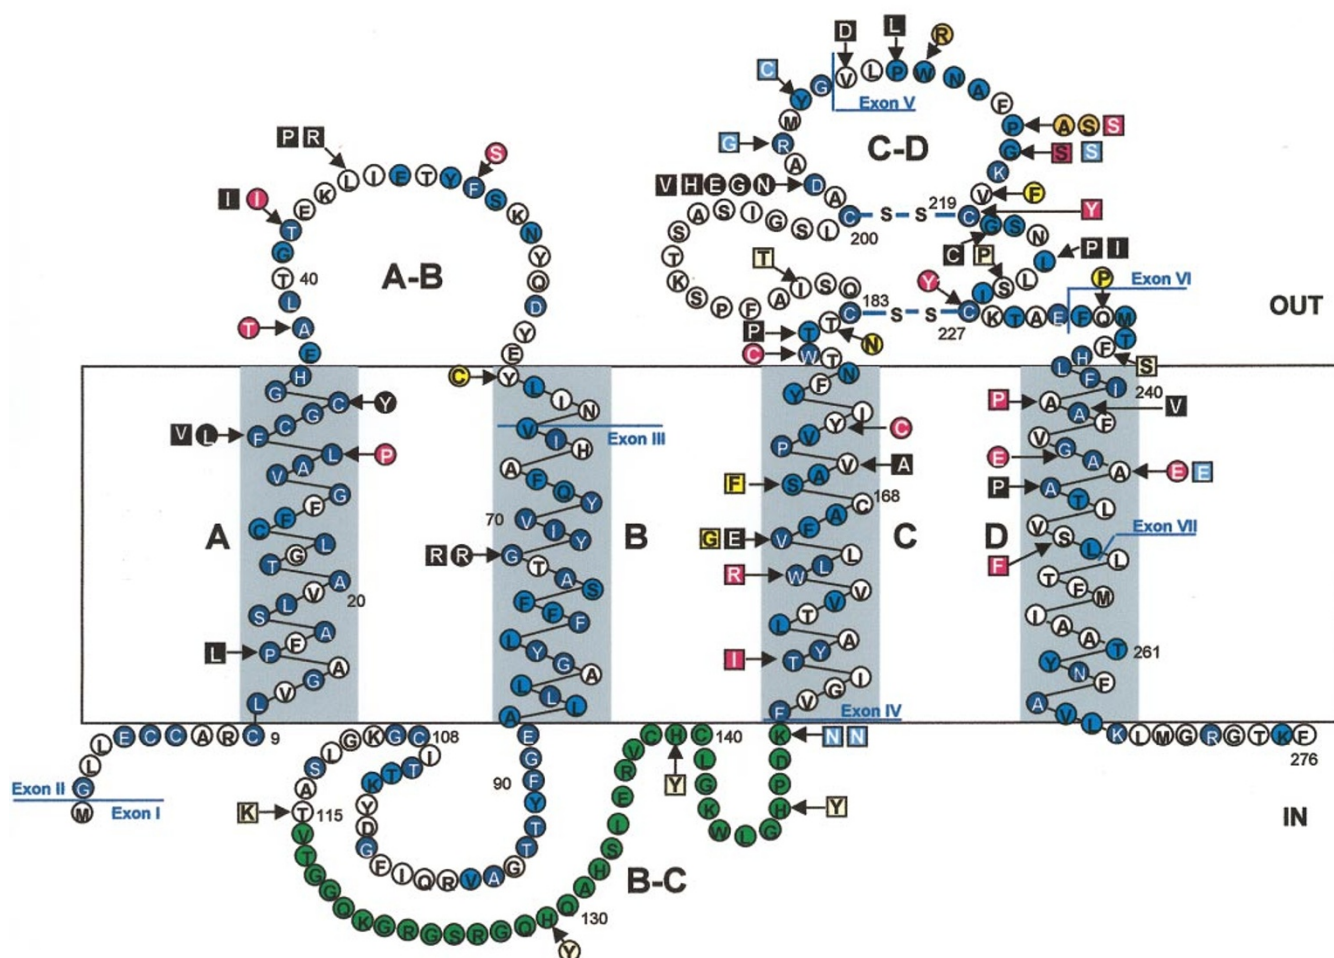 D L R
C Y G V L P W N A F P G K V C
Exon V
G M R A D A C
C-D
A S S
S S
F
Y
P R S
I I
T L A E
T G T E K L I E T Y F S K N Y Q D Y E
40
A-B
T
V H E G N
S S 219
200
L S G I S A S T K S P F A I S Q C
T
G S N L L S I C
C P
P I
Y
183
S S
227
K T A E F Q M T F H
P
Exon VI
OUT
P
C
T T W T
N
S
C
Y
H G C G C F
Y
V L
L A V G F F C L G T A V L S A F P A G V L
P
A
20
L
Y L I N V I H A F Q Y V I Y G T A S F F F L Y G A L L L A
Exon III
70
B
R R
N F Y I Y V P V A S C A F V L L W V V T L A Y T I G V F
C
A
F
168
G E
C
R
I
Exon IV
L F I A A F V G A A A T L V S L L T F M I A A T Y N F A V L
240
P
V
E
E E
P
D
Exon VII
F
261
M G L L E C C A R C
9
Exon II
Exon I
E G F Y T T G A V R Q I F G D Y K T T I C G K G L S A T
90
108
115
K
V T G G Q K G R G S R G Q H Q A H S L E R V C H C L G K W L G H P D K
130
140
Y
Y
Y
N N
B-C
K L M G R G T K F
276
IN